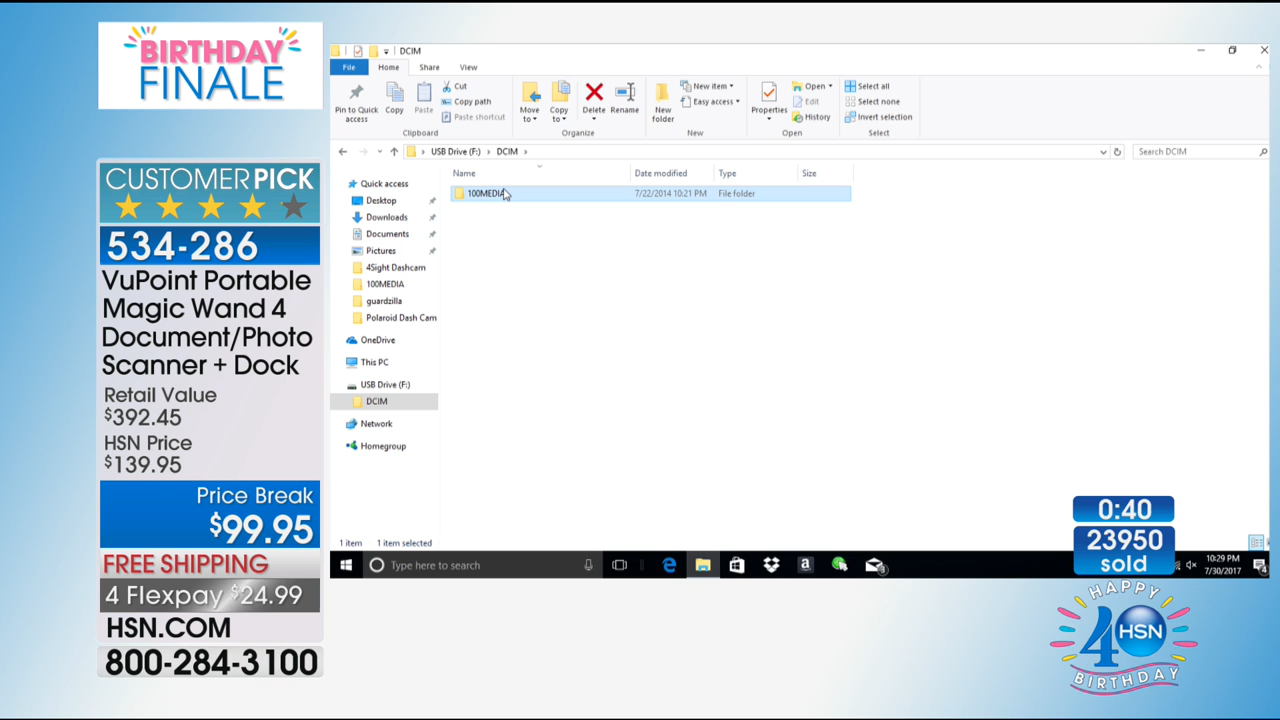 BIRTHDAY
FINALE
CUSTOMER PICK
534-286
VuPoint Portable
Magic Wand 4
Document/Photo
Scanner + Dock
Retail Value
$392.45
HSN Price
$139.95
Price Break
$99.95
FREE SHIPPING
4 Flexpay $24.99
HSN.COM
800-284-3100
DCIM
File Home Share View
Pin to Quick access
Copy
Paste
Cut
Copy path
Paste shortcut
Clipboard
Move to
Copy to
Delete
Rename
Organize
New folder
New item
Easy access
New
Properties
Open
Edit
History
Open
Select all
Select none
Invert selection
Select
USB Drive (F:) › DCIM ›
Search DCIM
Name Date modified Type Size
100MEDIA 7/22/2014 10:21 PM File folder
Quick access
Desktop
Downloads
Documents
Pictures
4Sight Dashcam
100MEDIA
guardzilla
Polaroid Dash Cam
OneDrive
This PC
USB Drive (F:)
DCIM
Network
Homegroup
1 item 1 item selected
Type here to search
a
10:29 PM
7/30/2017
4
0:40
23950
sold
HAPPY
40
HSN
BIRTHDAY